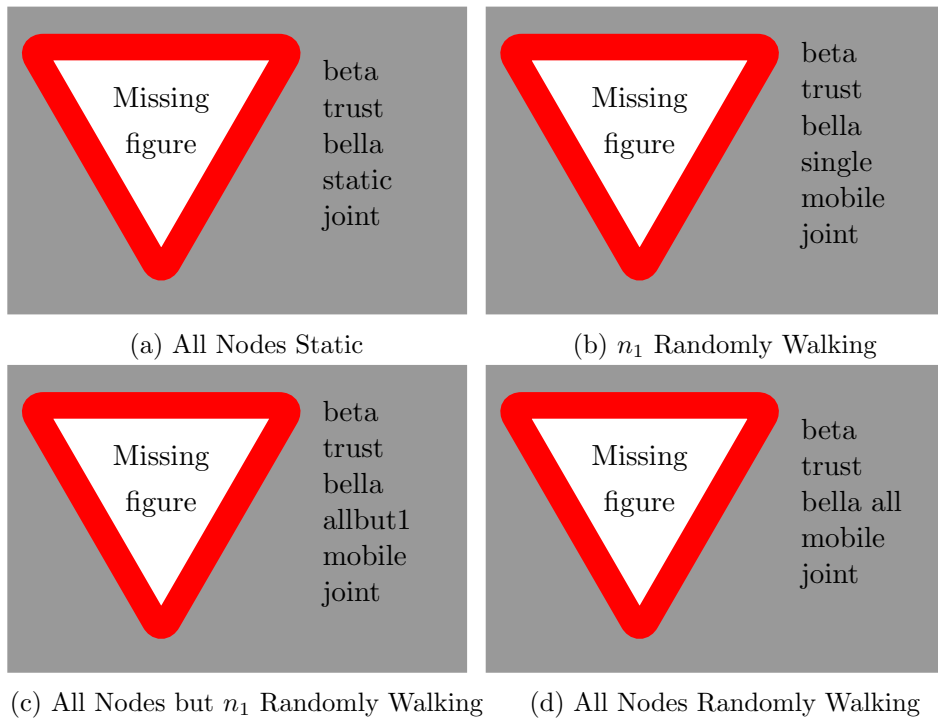 Missing
figure
beta
trust
bella
static
joint
(a) All Nodes Static
Missing
figure
beta
trust
bella
single
mobile
joint
(b) n₁ Randomly Walking
Missing
figure
beta
trust
bella
allbut1
mobile
joint
(c) All Nodes but n₁ Randomly Walking
Missing
figure
beta
trust
bella all
mobile
joint
(d) All Nodes Randomly Walking